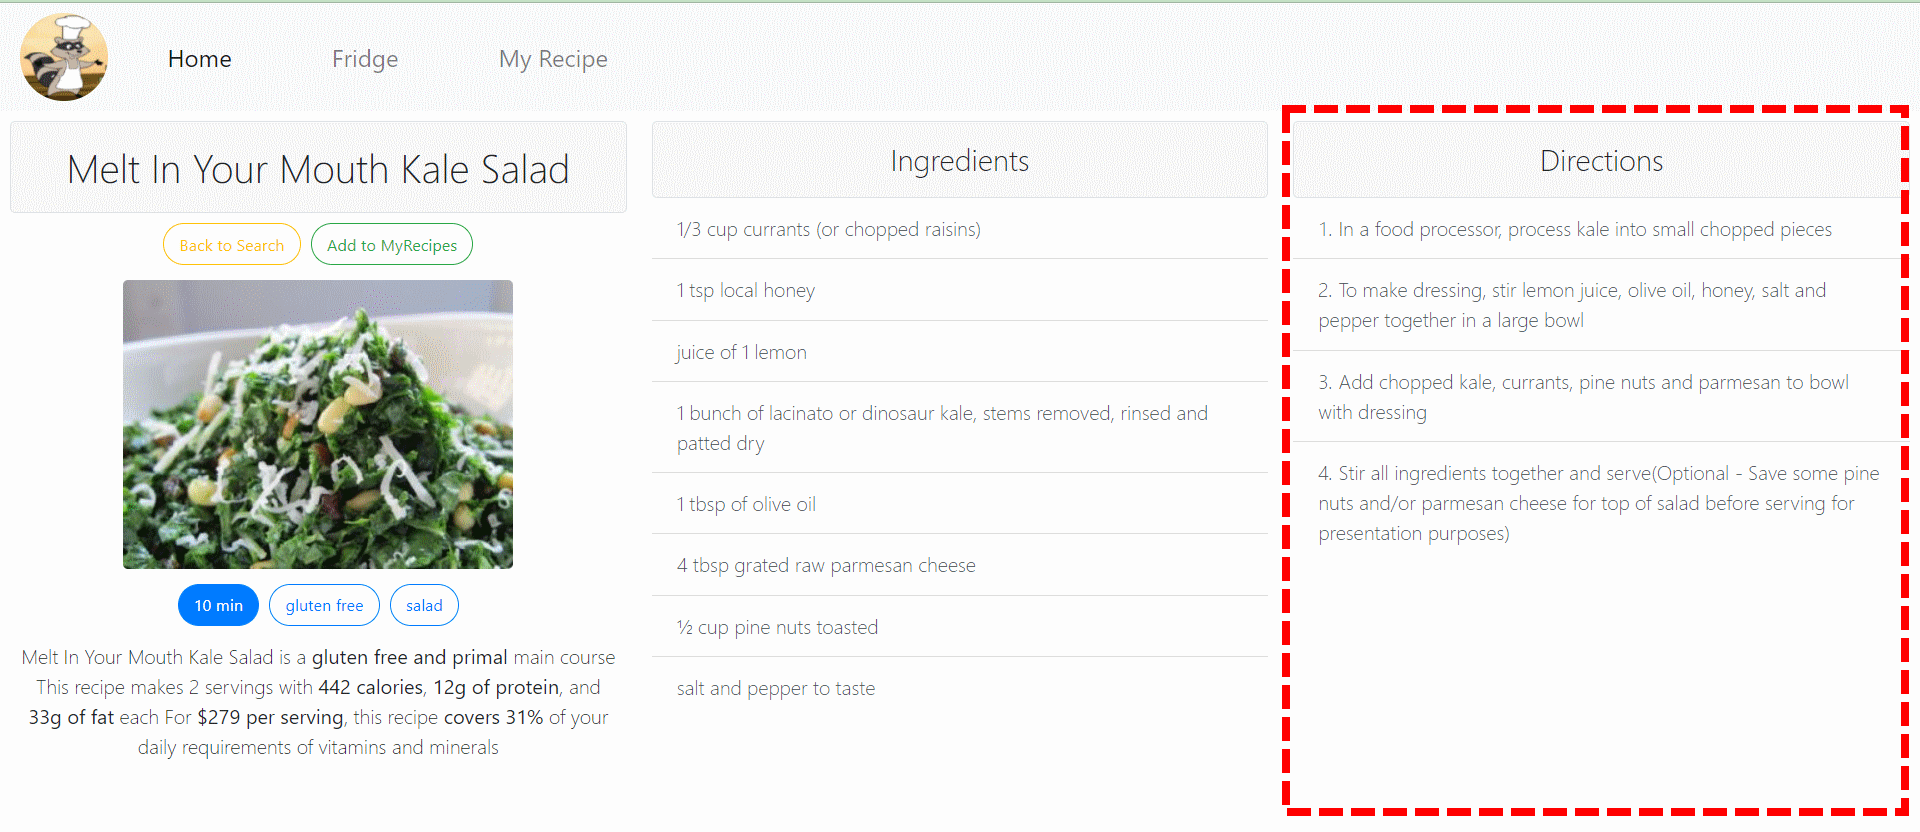 Home
Fridge
My Recipe
Melt In Your Mouth Kale Salad
Back to Search
Add to MyRecipes
10 min
gluten free
salad
Melt In Your Mouth Kale Salad is a gluten free and primal main course
This recipe makes 2 servings with 442 calories, 12g of protein, and
33g of fat each For $279 per serving, this recipe covers 31% of your
daily requirements of vitamins and minerals
Ingredients
1/3 cup currants (or chopped raisins)
1 tsp local honey
juice of 1 lemon
1 bunch of lacinato or dinosaur kale, stems removed, rinsed and
patted dry
1 tbsp of olive oil
4 tbsp grated raw parmesan cheese
½ cup pine nuts toasted
salt and pepper to taste
Directions
1. In a food processor, process kale into small chopped pieces
2. To make dressing, stir lemon juice, olive oil, honey, salt and
pepper together in a large bowl
3. Add chopped kale, currants, pine nuts and parmesan to bowl
with dressing
4. Stir all ingredients together and serve(Optional - Save some pine
nuts and/or parmesan cheese for top of salad before serving for
presentation purposes)